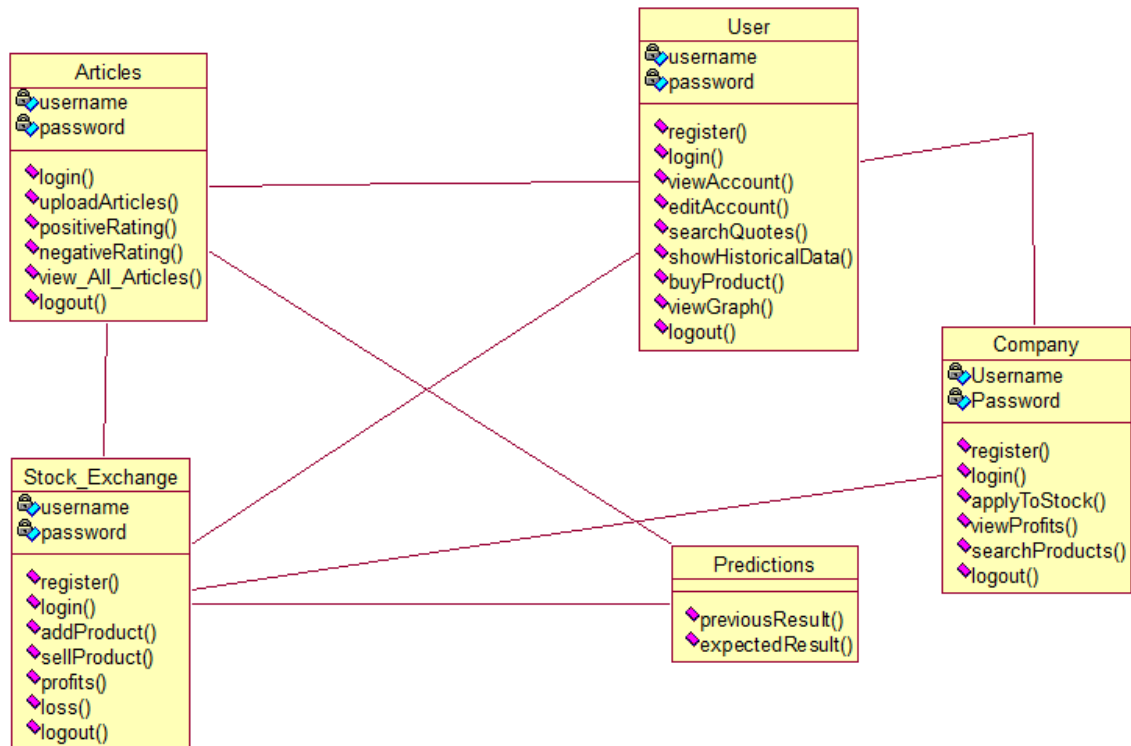 User
username
password
register()
login()
viewAccount()
editAccount()
searchQuotes()
showHistoricalData()
buyProduct()
viewGraph()
logout()
Articles
username
password
login()
uploadArticles()
positiveRating()
negativeRating()
view_All_Articles()
logout()
Company
Username
Password
register()
login()
applyToStock()
viewProfits()
searchProducts()
logout()
Stock_Exchange
username
password
register()
login()
addProduct()
sellProduct()
profits()
loss()
logout()
Predictions
previousResult()
expectedResult()